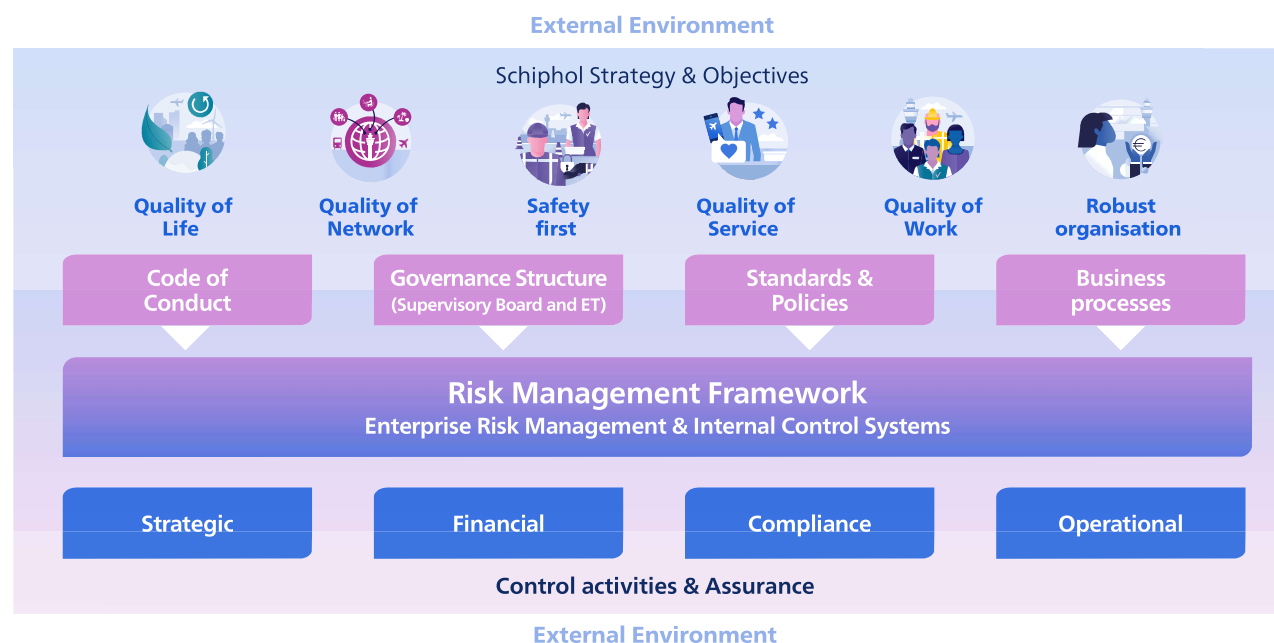 External Environment
Schiphol Strategy & Objectives
Quality of
Life
Quality of
Network
Safety
first
Quality of
Service
Quality of
Work
Robust
organisation
Code of
Conduct
Governance Structure
(Supervisory Board and ET)
Standards &
Policies
Business
processes
Risk Management Framework
Enterprise Risk Management & Internal Control Systems
Strategic
Financial
Compliance
Operational
Control activities & Assurance
External Environment